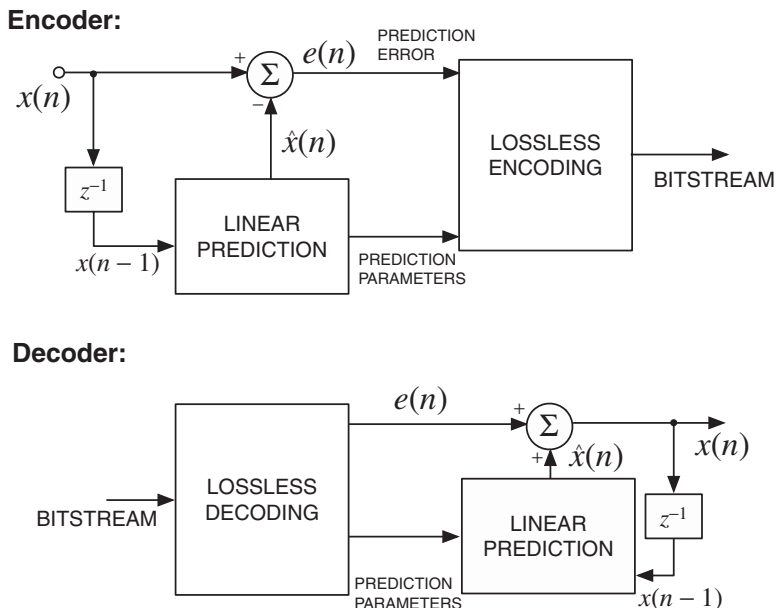 Encoder:
x(n)
+
Σ
−
e(n)
PREDICTION
ERROR
x̂(n)
z⁻¹
x(n − 1)
LINEAR
PREDICTION
PREDICTION
PARAMETERS
LOSSLESS
ENCODING
BITSTREAM
Decoder:
BITSTREAM
LOSSLESS
DECODING
e(n)
PREDICTION
PARAMETERS
+
Σ
+
x̂(n)
LINEAR
PREDICTION
x(n)
z⁻¹
x(n − 1)